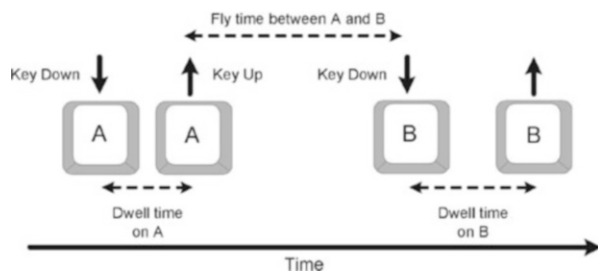 Fly time between A and B
Key Down
Key Up
Key Down
A
A
B
B
Dwell time
on A
Dwell time
on B
Time